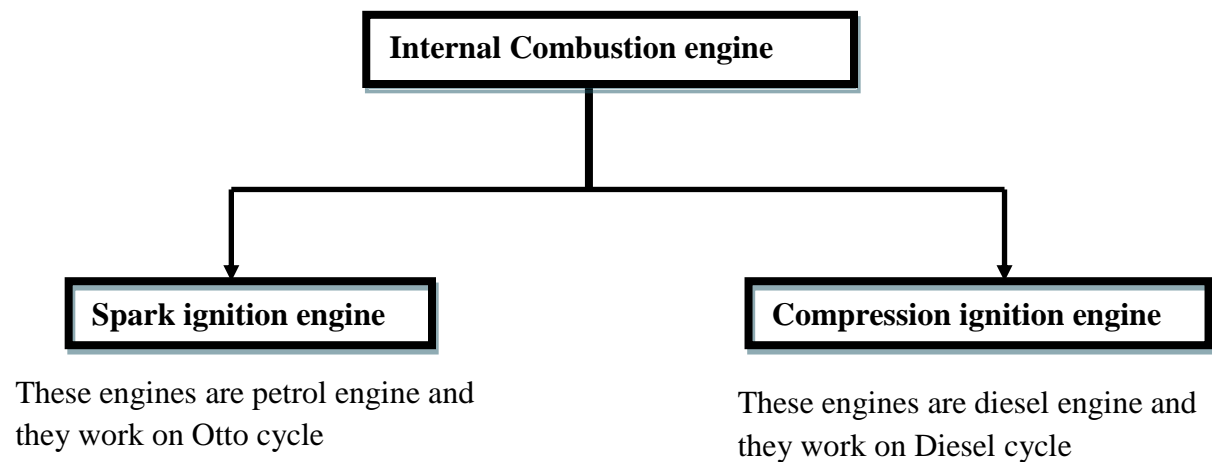 Internal Combustion engine
Spark ignition engine
Compression ignition engine
These engines are petrol engine and
they work on Otto cycle
These engines are diesel engine and
they work on Diesel cycle